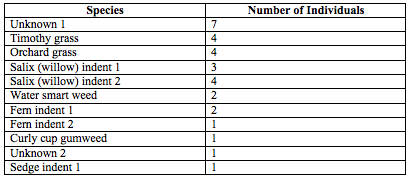 Species Number of Individuals
Unknown 1 7
Timothy grass 4
Orchard grass 4
Salix (willow) indent 1 3
Salix (willow) indent 2 4
Water smart weed 2
Fern indent 1 2
Fern indent 2 1
Curly cup gumweed 1
Unknown 2 1
Sedge indent 1 1